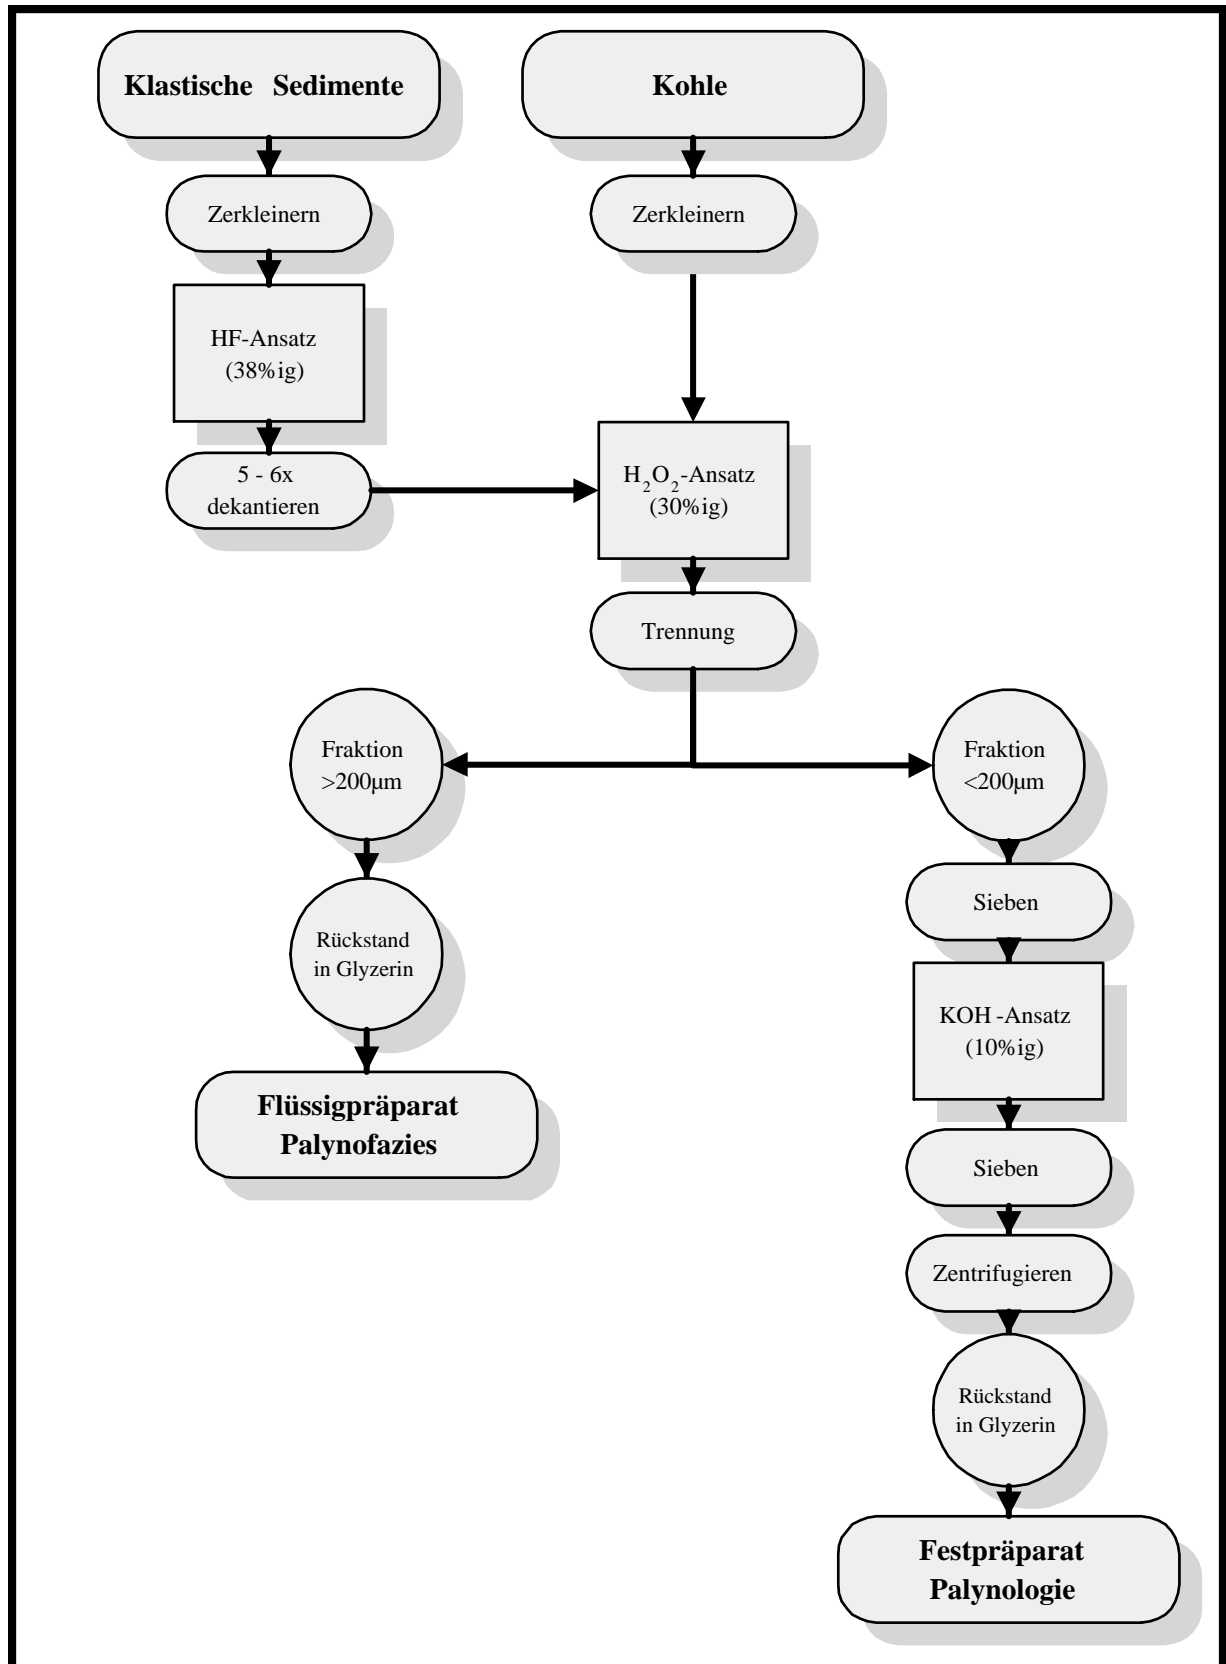 Klastische Sedimente
Kohle
Zerkleinern
Zerkleinern
HF-Ansatz
(38%ig)
5 - 6x
dekantieren
H₂O₂-Ansatz
(30%ig)
Trennung
Fraktion
>200µm
Fraktion
<200µm
Rückstand
in Glyzerin
Flüssigpräparat
Palynofazies
Sieben
KOH -Ansatz
(10%ig)
Sieben
Zentrifugieren
Rückstand
in Glyzerin
Festpräparat
Palynologie